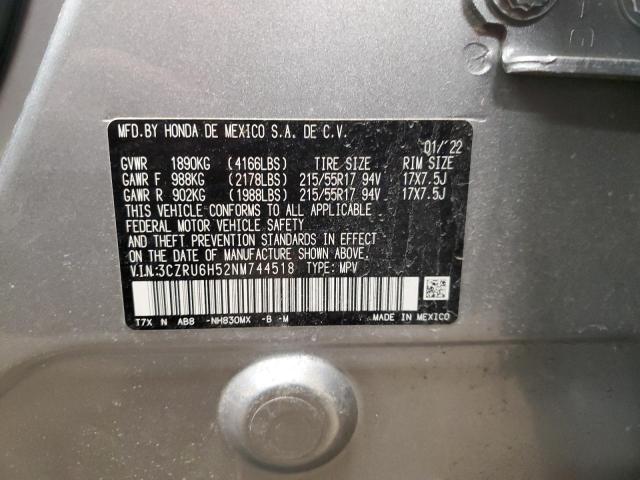 MFD.BY HONDA DE MEXICO S.A. DE C.V.
01/'22
GVWR 1890KG (4166LBS) TIRE SIZE RIM SIZE
GAWR F 988KG (2178LBS) 215/55R17 94V 17X7.5J
GAWR R 902KG (1988LBS) 215/55R17 94V 17X7.5J
THIS VEHICLE CONFORMS TO ALL APPLICABLE
FEDERAL MOTOR VEHICLE SAFETY
AND THEFT PREVENTION STANDARDS IN EFFECT
ON THE DATE OF MANUFACTURE SHOWN ABOVE.
V.I.N.:3CZRU6H52NM744518 TYPE: MPV
T7X N AB8 -NH830MX -B -M MADE IN MEXICO